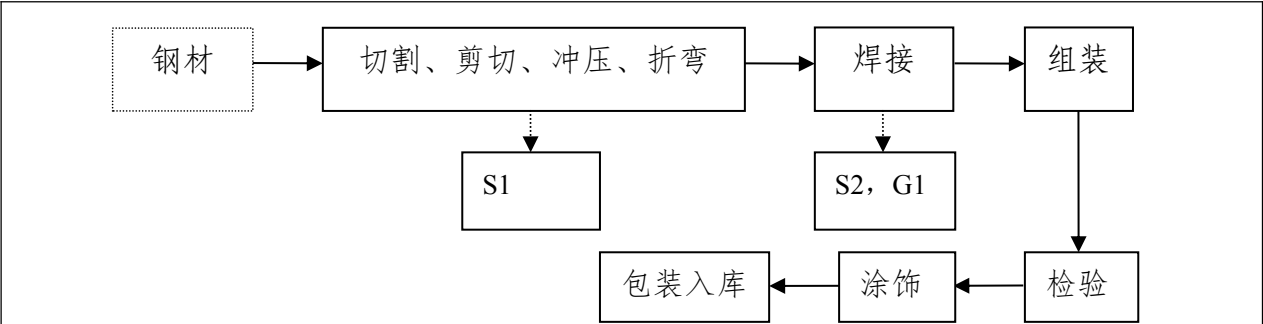 钢材
切割、剪切、冲压、折弯
焊接
组装
S1
S2，G1
包装入库
涂饰
检验